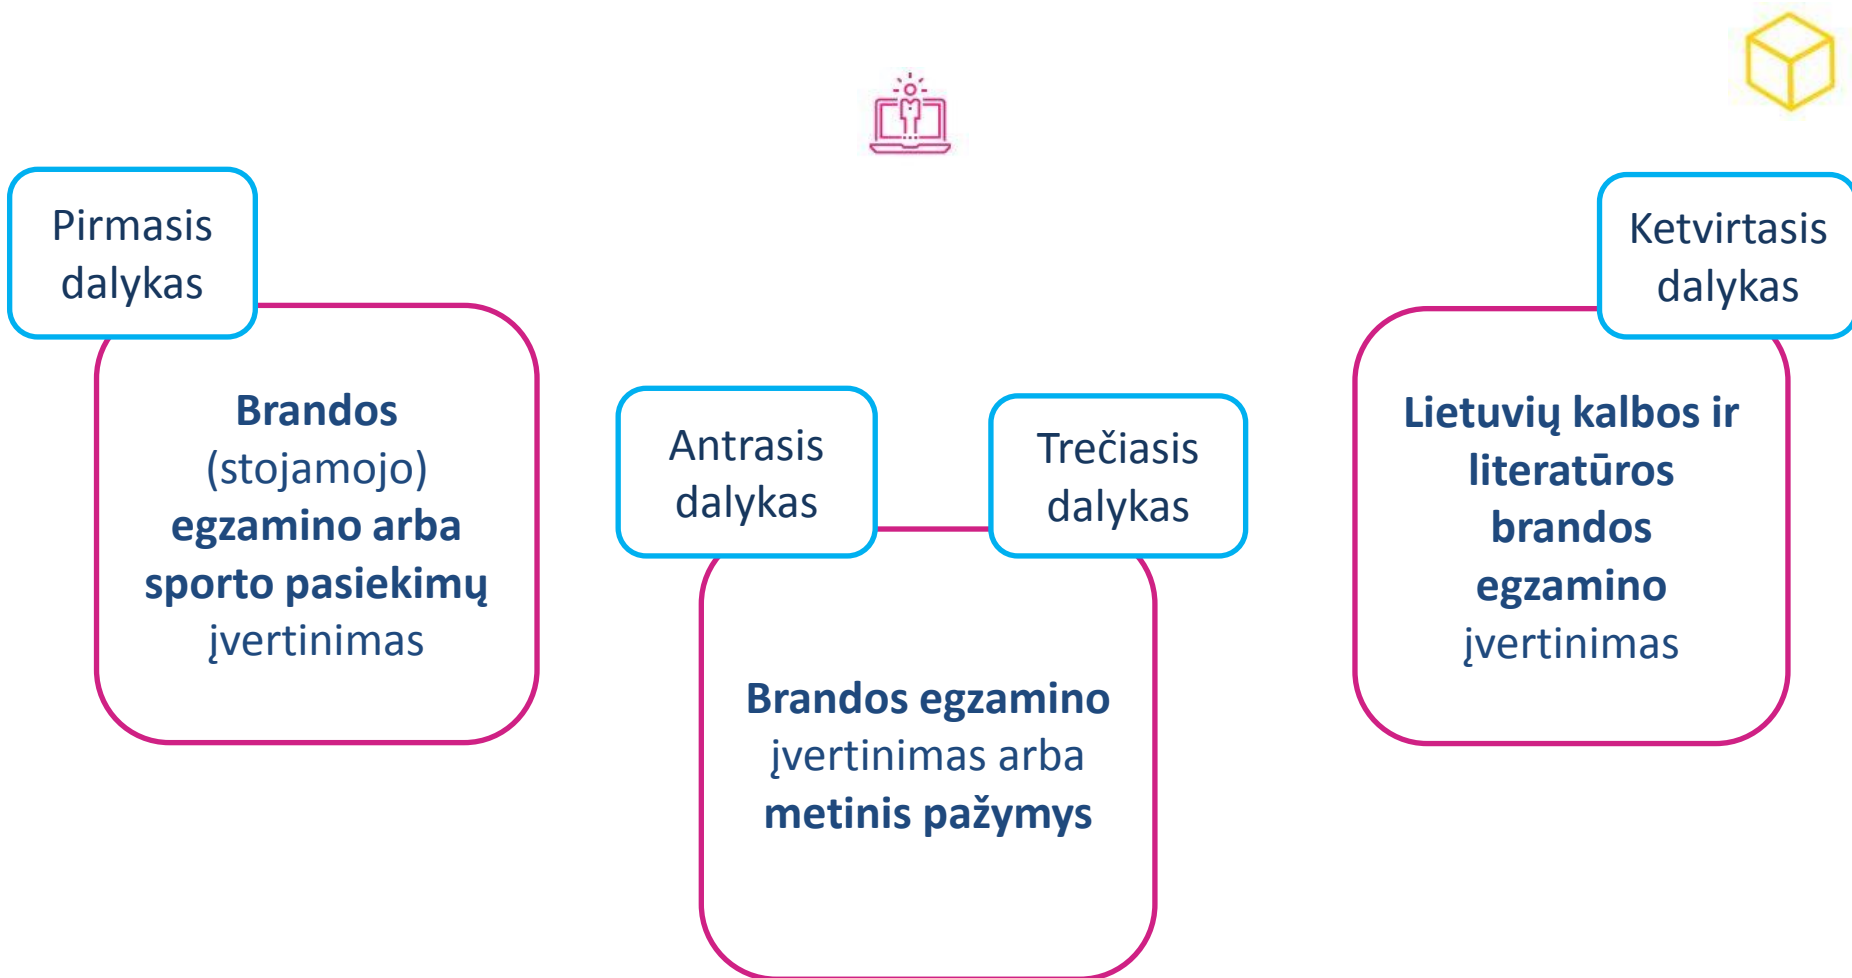 Pirmasis
dalykas
Brandos
(stojamojo)
egzamino arba
sporto pasiekimų
įvertinimas
Antrasis
dalykas
Trečiasis
dalykas
Brandos egzamino
įvertinimas arba
metinis pažymys
Ketvirtasis
dalykas
Lietuvių kalbos ir
literatūros
brandos
egzamino
įvertinimas